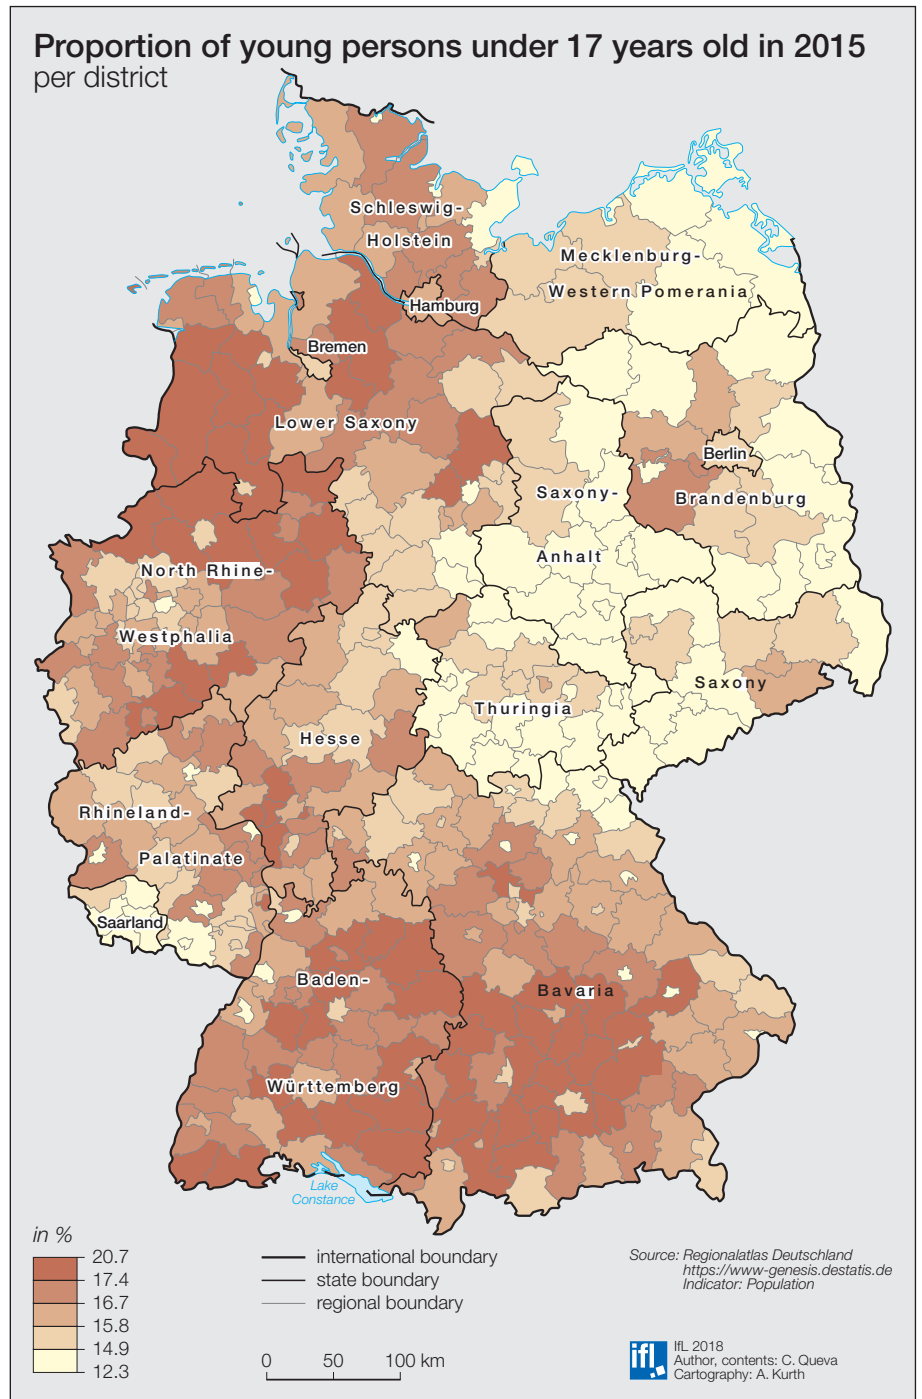 Proportion of young persons under 17 years old in 2015
per district
Schleswig-
Holstein
Mecklenburg-
Western Pomerania
Hamburg
Bremen
Lower Saxony
Berlin
Saxony-
Brandenburg
Anhalt
North Rhine-
Westphalia
Saxony
Thuringia
Hesse
Rhineland-
Palatinate
Saarland
Baden-
Bavaria
Württemberg
Lake
Constance
in %
20.7
17.4
16.7
15.8
14.9
12.3
international boundary
state boundary
regional boundary
0 50 100 km
Source: Regionalatlas Deutschland
https://www-genesis.destatis.de
Indicator: Population
ifl
IfL 2018
Author, contents: C. Queva
Cartography: A. Kurth